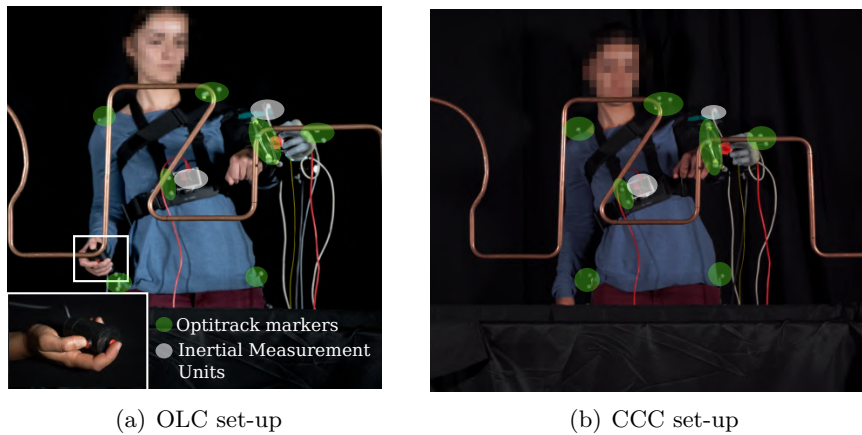 Optitrack markers
Inertial Measurement
Units
(a) OLC set-up
(b) CCC set-up